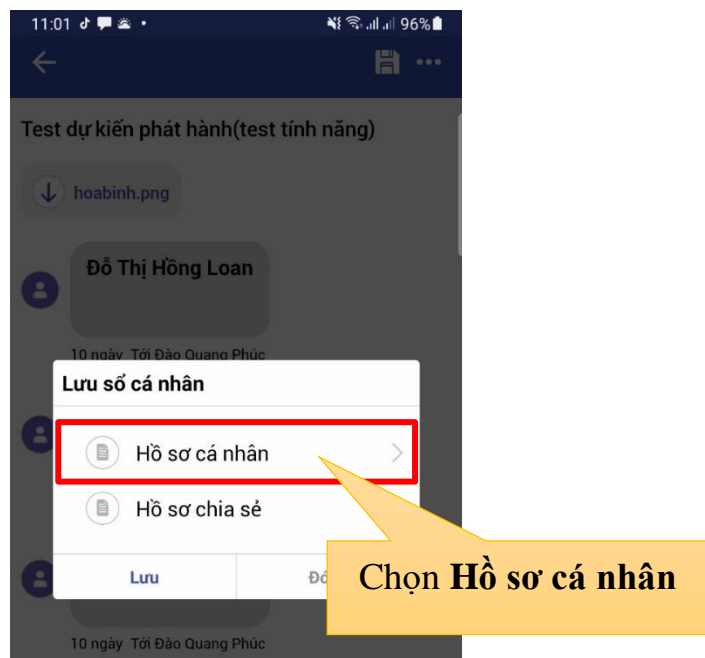 11:01 96%
Test dự kiến phát hành(test tính năng)
hoabinh.png
Đỗ Thị Hồng Loan
10 ngày Tới Đào Quang Phúc
Lưu sổ cá nhân
Hồ sơ cá nhân
Hồ sơ chia sẻ
Lưu
Chọn Hồ sơ cá nhân
10 ngày Tới Đào Quang Phúc